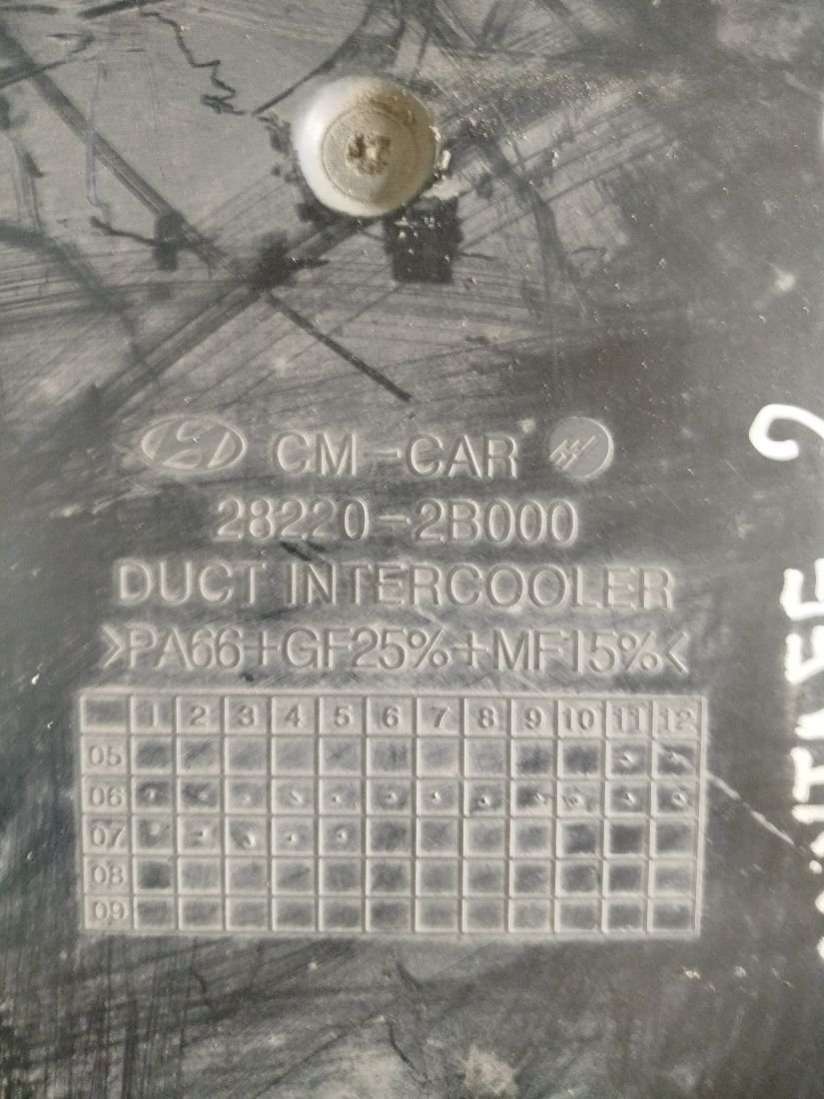 CM-CAR
28220-2B000
DUCT INTERCOOLER
>PA66+GF25%+MF15%<
1 2 3 4 5 6 7 8 9 10 11 12
05
06
07
08
09